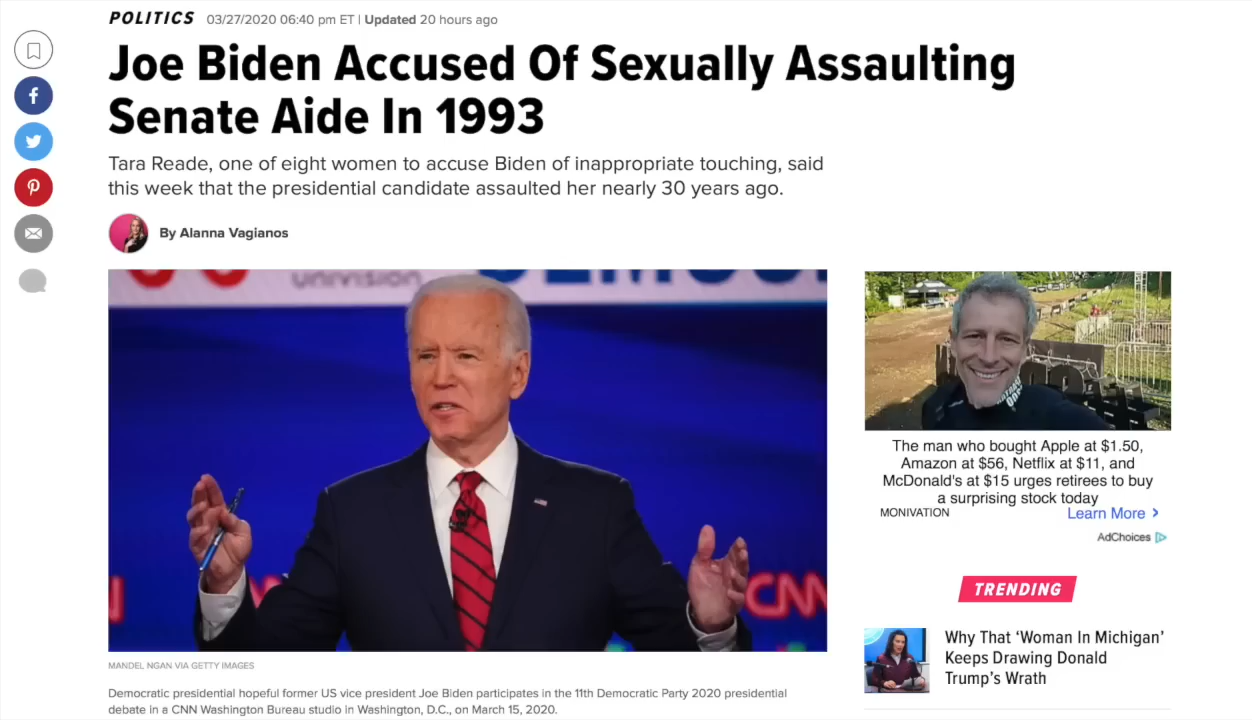 POLITICS 03/27/2020 06:40 pm ET | Updated 20 hours ago
Joe Biden Accused Of Sexually Assaulting
Senate Aide In 1993
Tara Reade, one of eight women to accuse Biden of inappropriate touching, said
this week that the presidential candidate assaulted her nearly 30 years ago.
By Alanna Vagianos
univision
CNN
MANDEL NGAN VIA GETTY IMAGES
Democratic presidential hopeful former US vice president Joe Biden participates in the 11th Democratic Party 2020 presidential
debate in a CNN Washington Bureau studio in Washington, D.C., on March 15, 2020.
The man who bought Apple at $1.50,
Amazon at $56, Netflix at $11, and
McDonald's at $15 urges retirees to buy
a surprising stock today
MONIVATION
Learn More
AdChoices
TRENDING
Why That ‘Woman In Michigan’
Keeps Drawing Donald
Trump’s Wrath